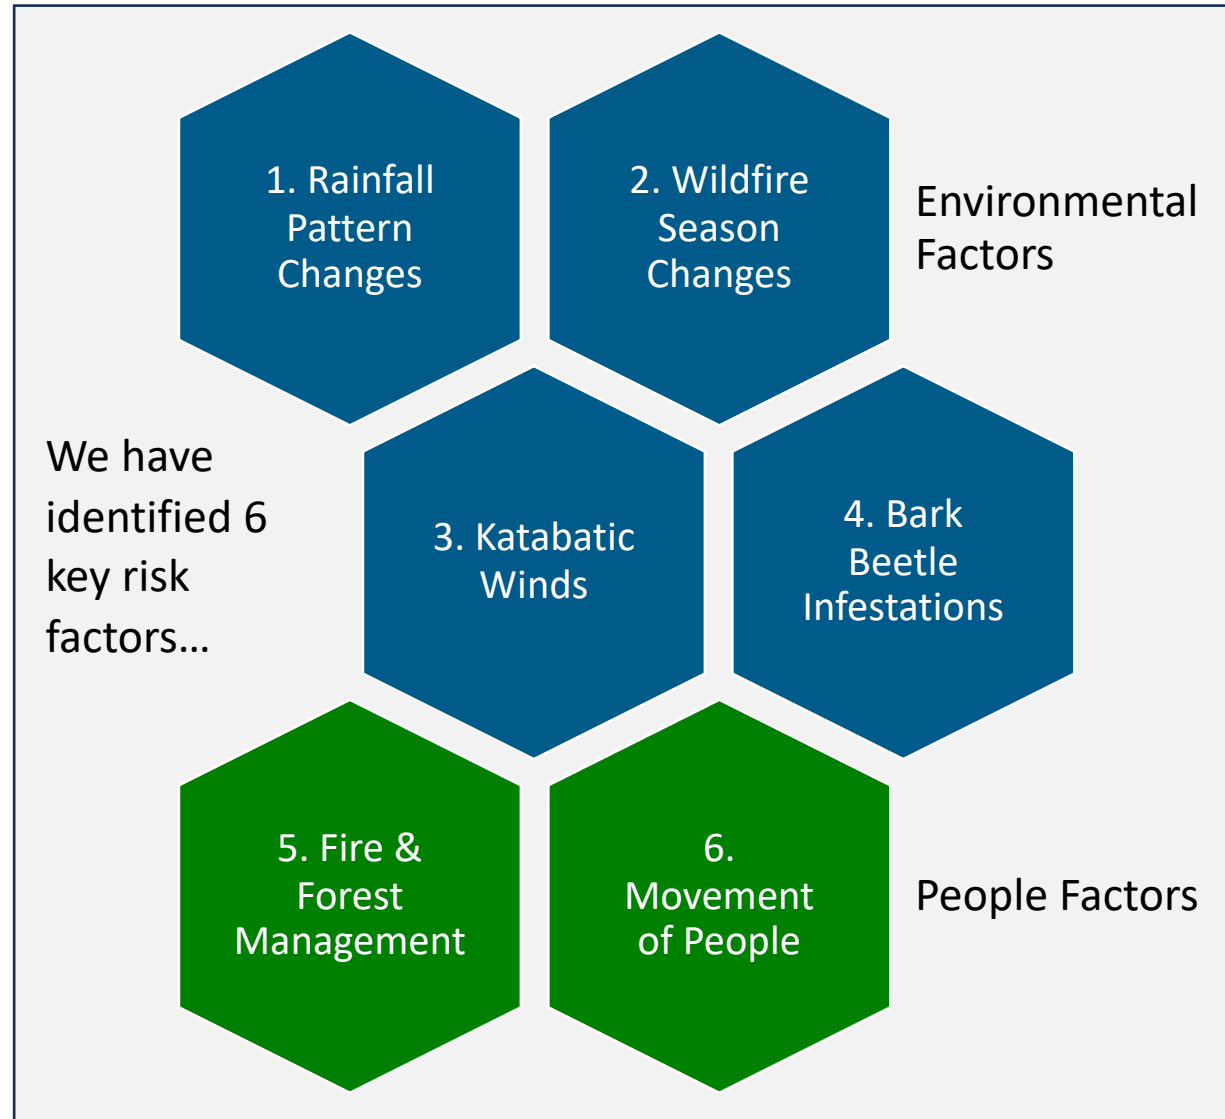 1. Rainfall
Pattern
Changes
2. Wildfire
Season
Changes
Environmental
Factors
We have
identified 6
key risk
factors…
3. Katabatic
Winds
4. Bark
Beetle
Infestations
5. Fire &
Forest
Management
6.
Movement
of People
People Factors